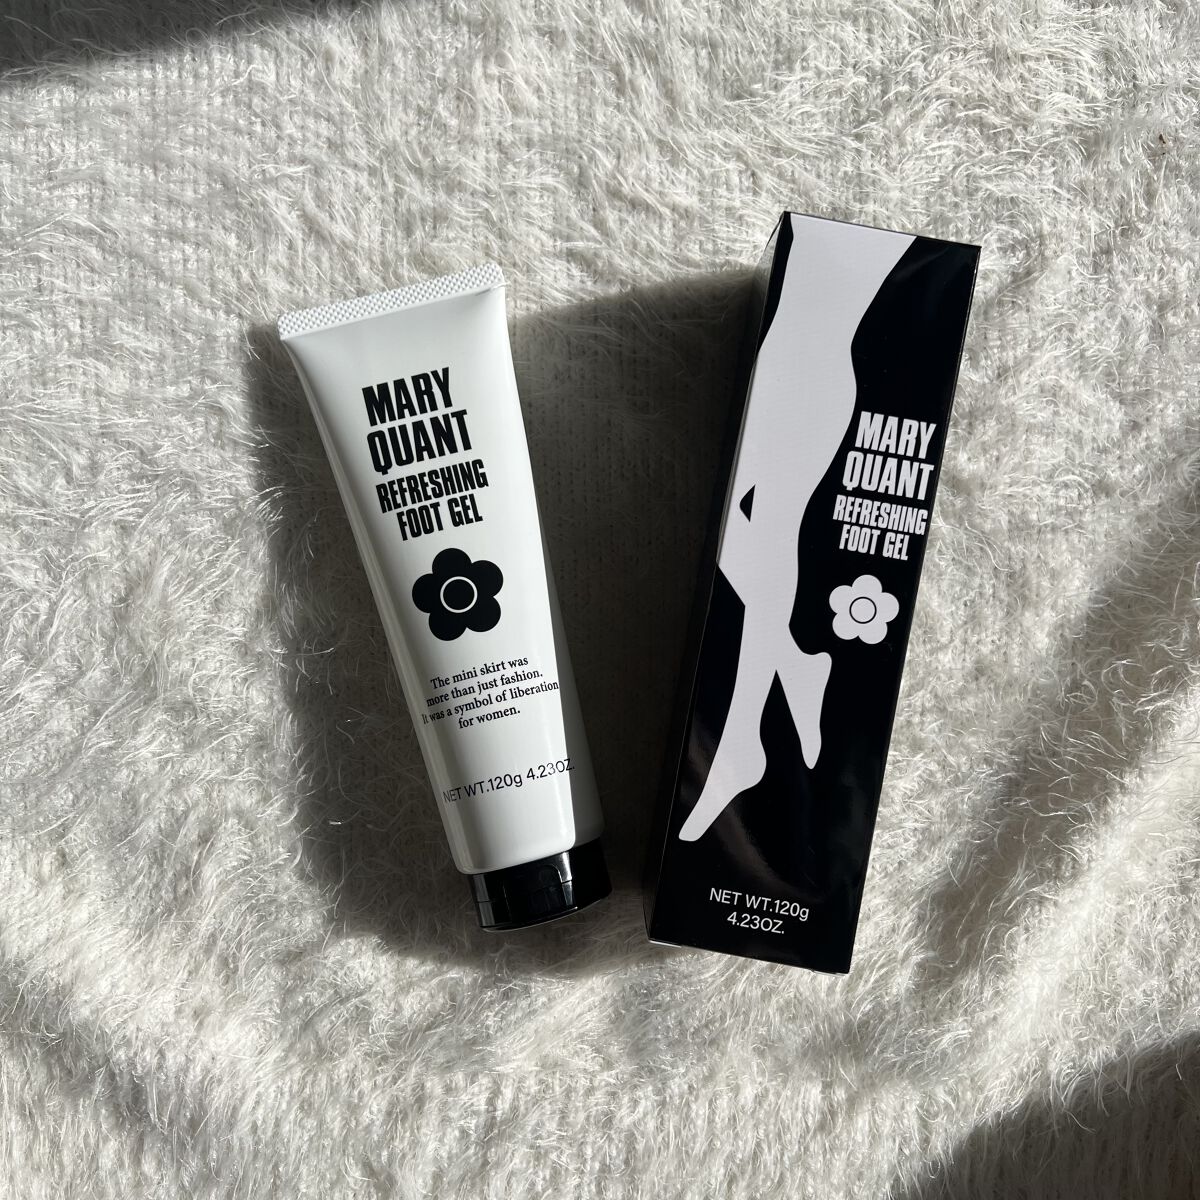 MARY
QUANT
REFRESHING
FOOT GEL
The mini skirt was
more than just fashion.
It was a symbol of liberation
for women.
NET WT.120g 4.23OZ.
MARY
QUANT
REFRESHING
FOOT GEL
NET WT.120g
4.23OZ.